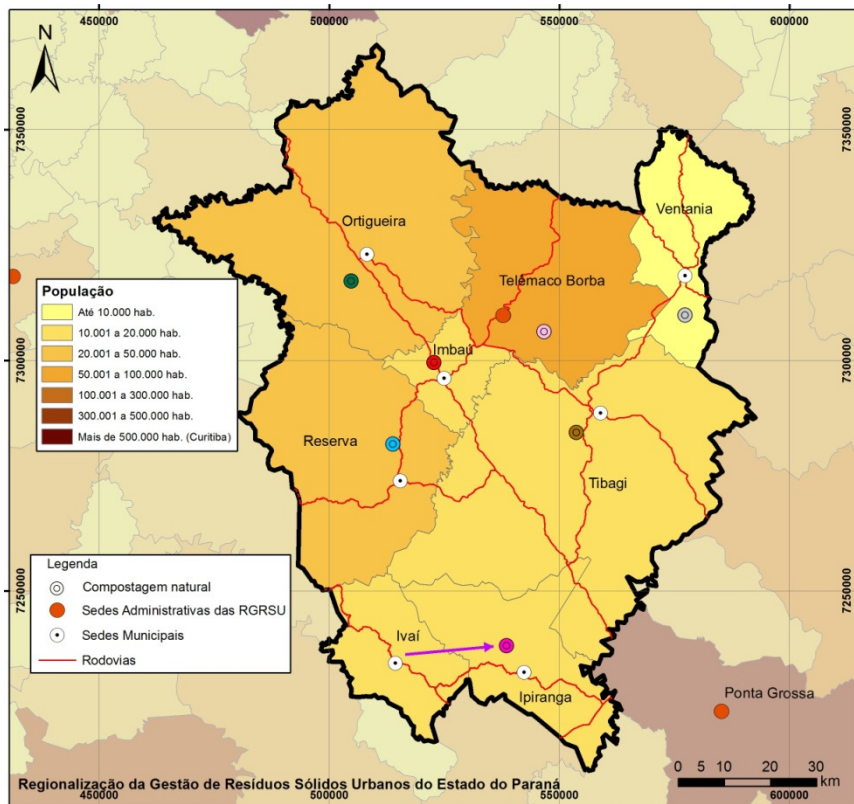 450000
500000
550000
600000
N
7350000
7350000
Ventania
Ortigueira
Telêmaco Borba
População
Até 10.000 hab.
10.001 a 20.000 hab.
20.001 a 50.000 hab.
50.001 a 100.000 hab.
100.001 a 300.000 hab.
300.001 a 500.000 hab.
Mais de 500.000 hab. (Curitiba)
7300000
7300000
Imbaú
Reserva
Tibagi
Legenda
Compostagem natural
Sedes Administrativas das RGRSU
Sedes Municipais
Rodovias
7250000
7250000
Ivaí
Ipiranga
Ponta Grossa
0 5 10 20 30
km
Regionalização da Gestão de Resíduos Sólidos Urbanos do Estado do Paraná
450000
500000
550000
600000